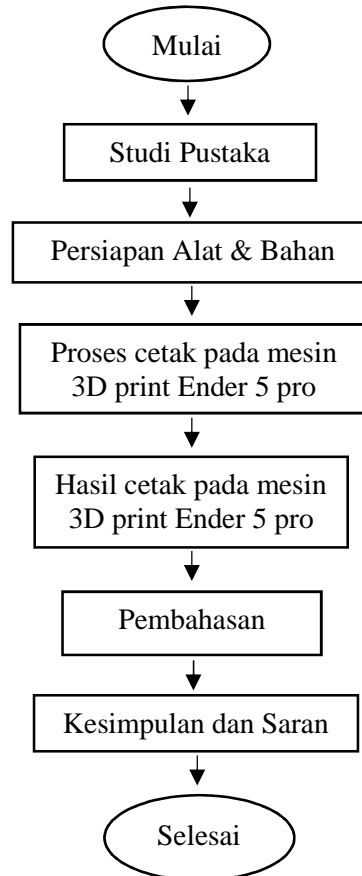 Mulai
Studi Pustaka
Persiapan Alat & Bahan
Proses cetak pada mesin
3D print Ender 5 pro
Hasil cetak pada mesin
3D print Ender 5 pro
Pembahasan
Kesimpulan dan Saran
Selesai